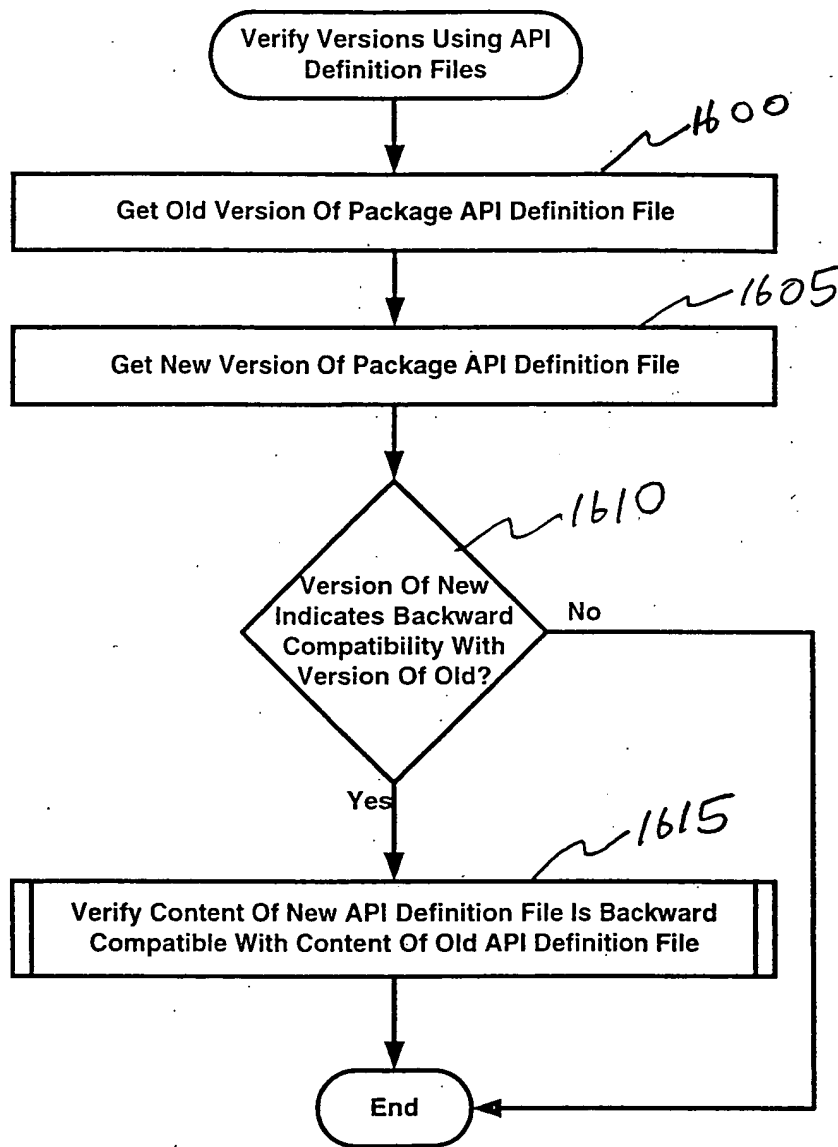 Verify Versions Using API
Definition Files
1600
Get Old Version Of Package API Definition File
1605
Get New Version Of Package API Definition File
1610
Version Of New
Indicates Backward
Compatibility With
Version Of Old?
No
Yes
1615
Verify Content Of New API Definition File Is Backward
Compatible With Content Of Old API Definition File
End